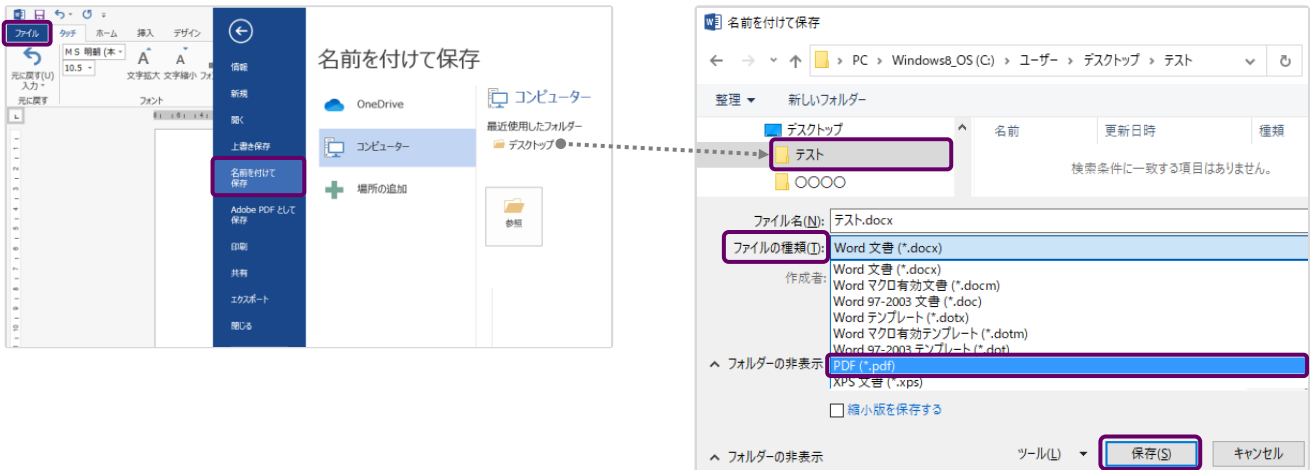 ファイル
タッチ
ホーム
挿入
デザイン
元に戻す(U)
入力
元に戻す
MS 明朝 (本
10.5
A
A
文字拡大
文字縮小
フォント
情報
新規
開く
上書き保存
名前を付けて
保存
Adobe PDF として
保存
印刷
共有
エクスポート
閉じる
名前を付けて保存
OneDrive
コンピューター
場所の追加
コンピューター
最近使用したフォルダー
デスクトップ
参照
名前を付けて保存
PC › Windows8_OS (C:) › ユーザー › デスクトップ › テスト
整理 新しいフォルダー
デスクトップ
テスト
○○○○
名前 更新日時 種類
検索条件に一致する項目はありません。
ファイル名(N): テスト.docx
ファイルの種類(T): Word 文書 (*.docx)
作成者:
Word 文書 (*.docx)
Word マクロ有効文書 (*.docm)
Word 97-2003 文書 (*.doc)
Word テンプレート (*.dotx)
Word マクロ有効テンプレート (*.dotm)
Word 97-2003 テンプレート (*.dot)
フォルダーの非表示
PDF (*.pdf)
XPS 文書 (*.xps)
縮小版を保存する
フォルダーの非表示
ツール(L) 保存(S) キャンセル